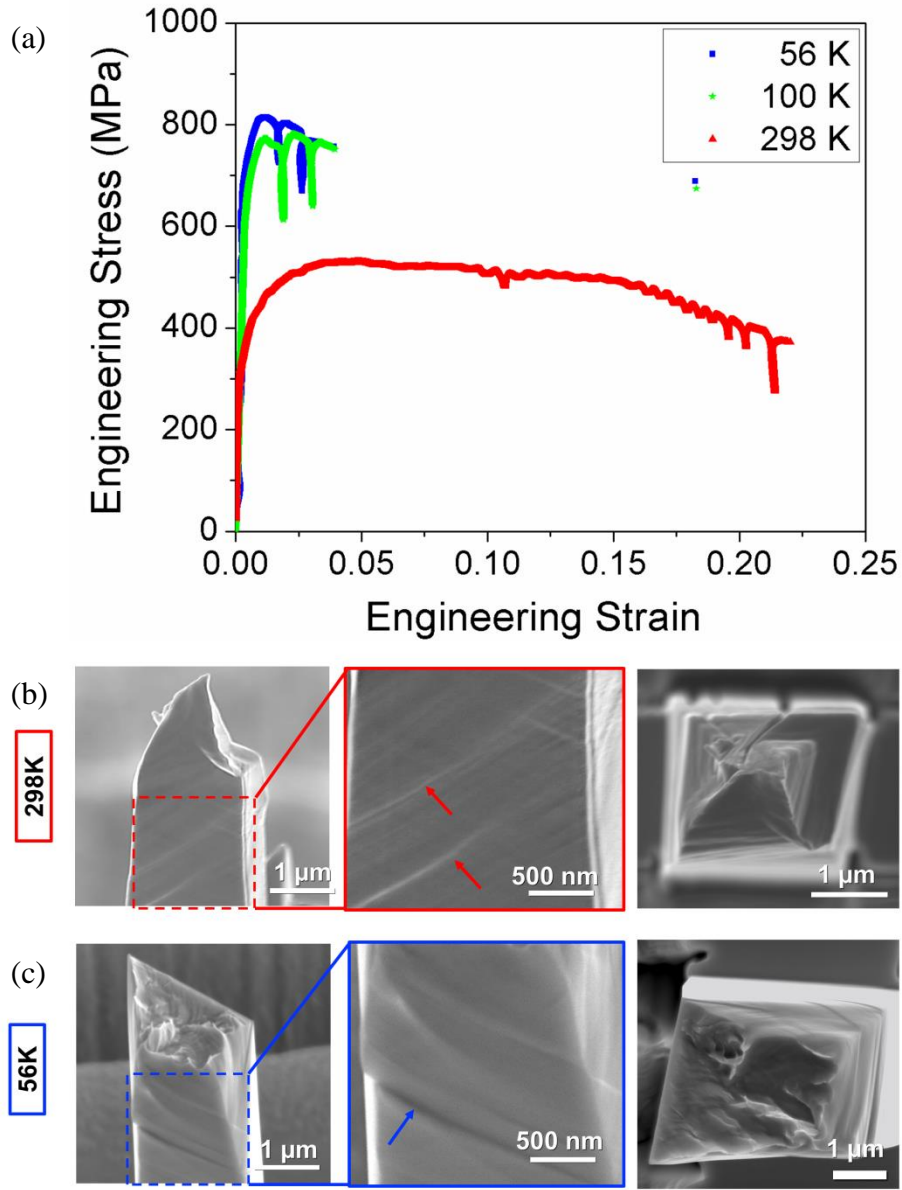 (a)
1000
800
600
400
200
0
Engineering Stress (MPa)
56 K
100 K
298 K
0.00 0.05 0.10 0.15 0.20 0.25
Engineering Strain
(b)
298K
1 µm
500 nm
1 µm
(c)
56K
1 µm
500 nm
1 µm